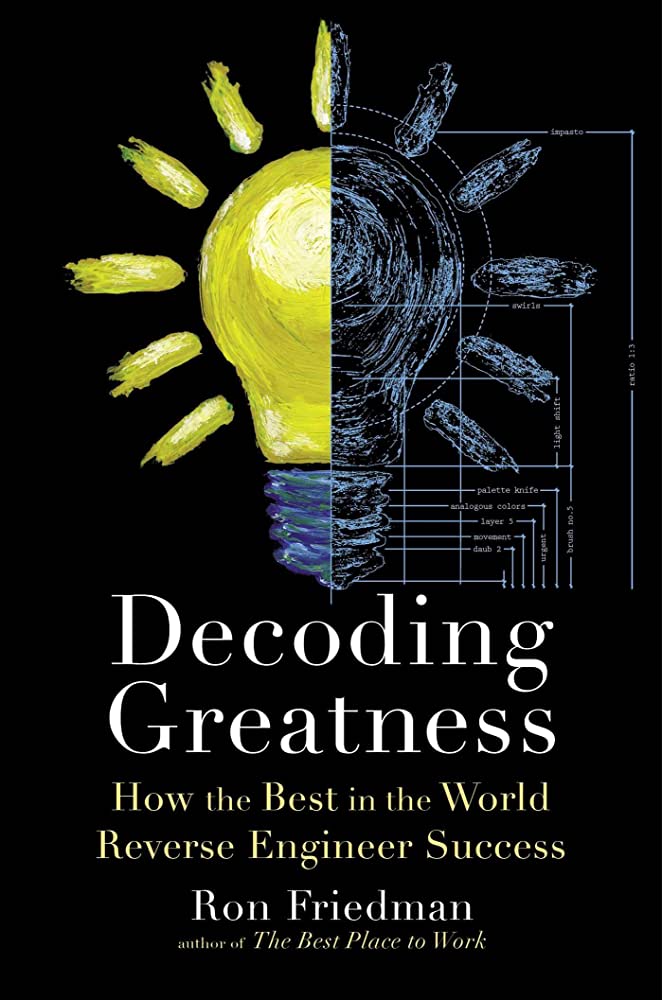 impasto
swirls
ratio 1:3
light shift
palette knife
analogous colors
layer 5
movement
daub 2
urgent
brush no.5
Decoding
Greatness
How the Best in the World
Reverse Engineer Success
Ron Friedman
author of The Best Place to Work